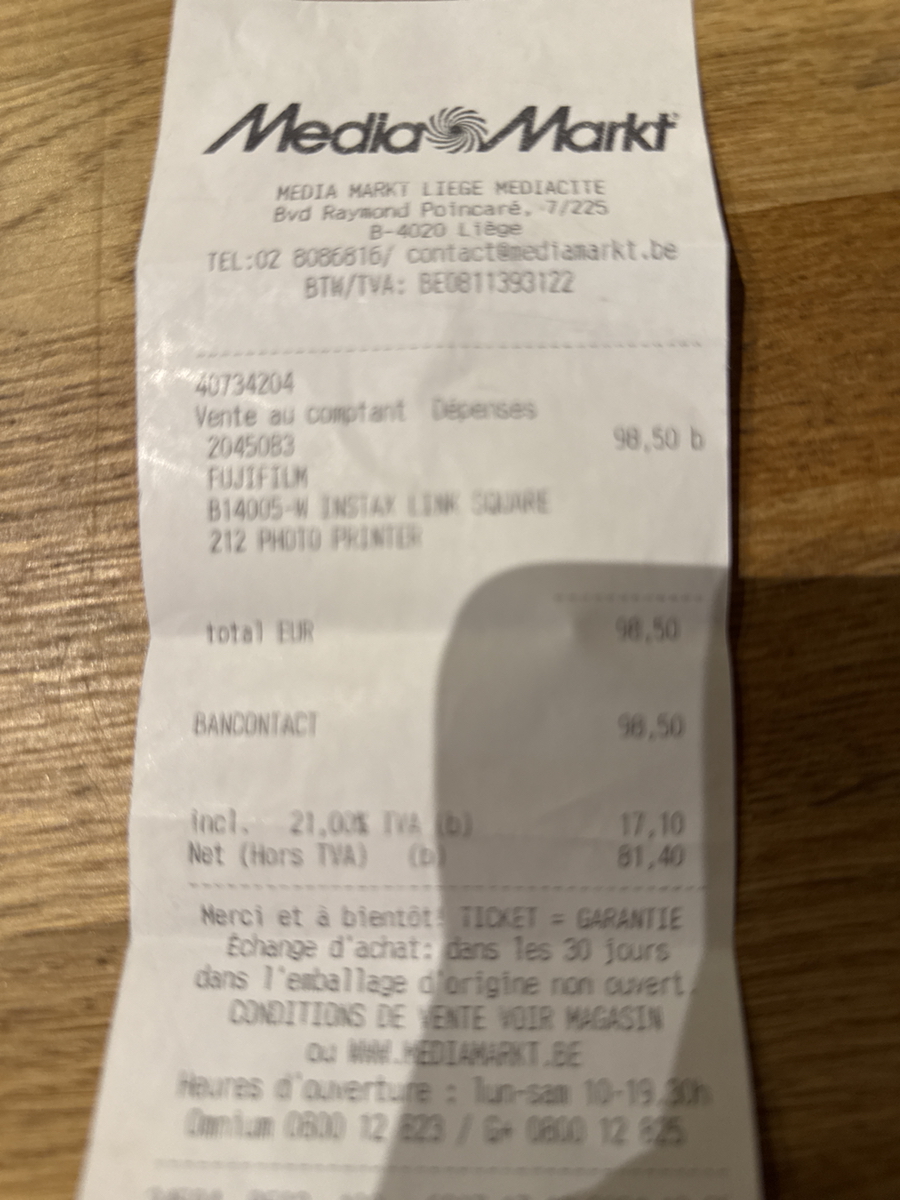 Media Markt
MEDIA MARKT LIEGE MEDIACITE
Bvd Raymond Poincaré, 7/225
B-4020 Liège
TEL:02 8086816/ contact@mediamarkt.be
BTW/TVA: BE0811393122
40734204
Vente au comptant Dépenses
2045083 98,50 b
FUJIFILM
B14005-W INSTAX LINK SQUARE
212 PHOTO PRINTER
total EUR 98,50
BANCONTACT 98,50
incl. 21,00% TVA (b) 17,10
Net (Hors TVA) (b) 81,40
Merci et à bientôt! TICKET = GARANTIE
Échange d'achat: dans les 30 jours
dans l'emballage d'origine non ouvert.
CONDITIONS DE VENTE VOIR MAGASIN
ou WWW.MEDIAMARKT.BE
Heures d'ouverture : lun-sam 10-19.30h
Omnium 0800 12 823 / G+ 0800 12 825